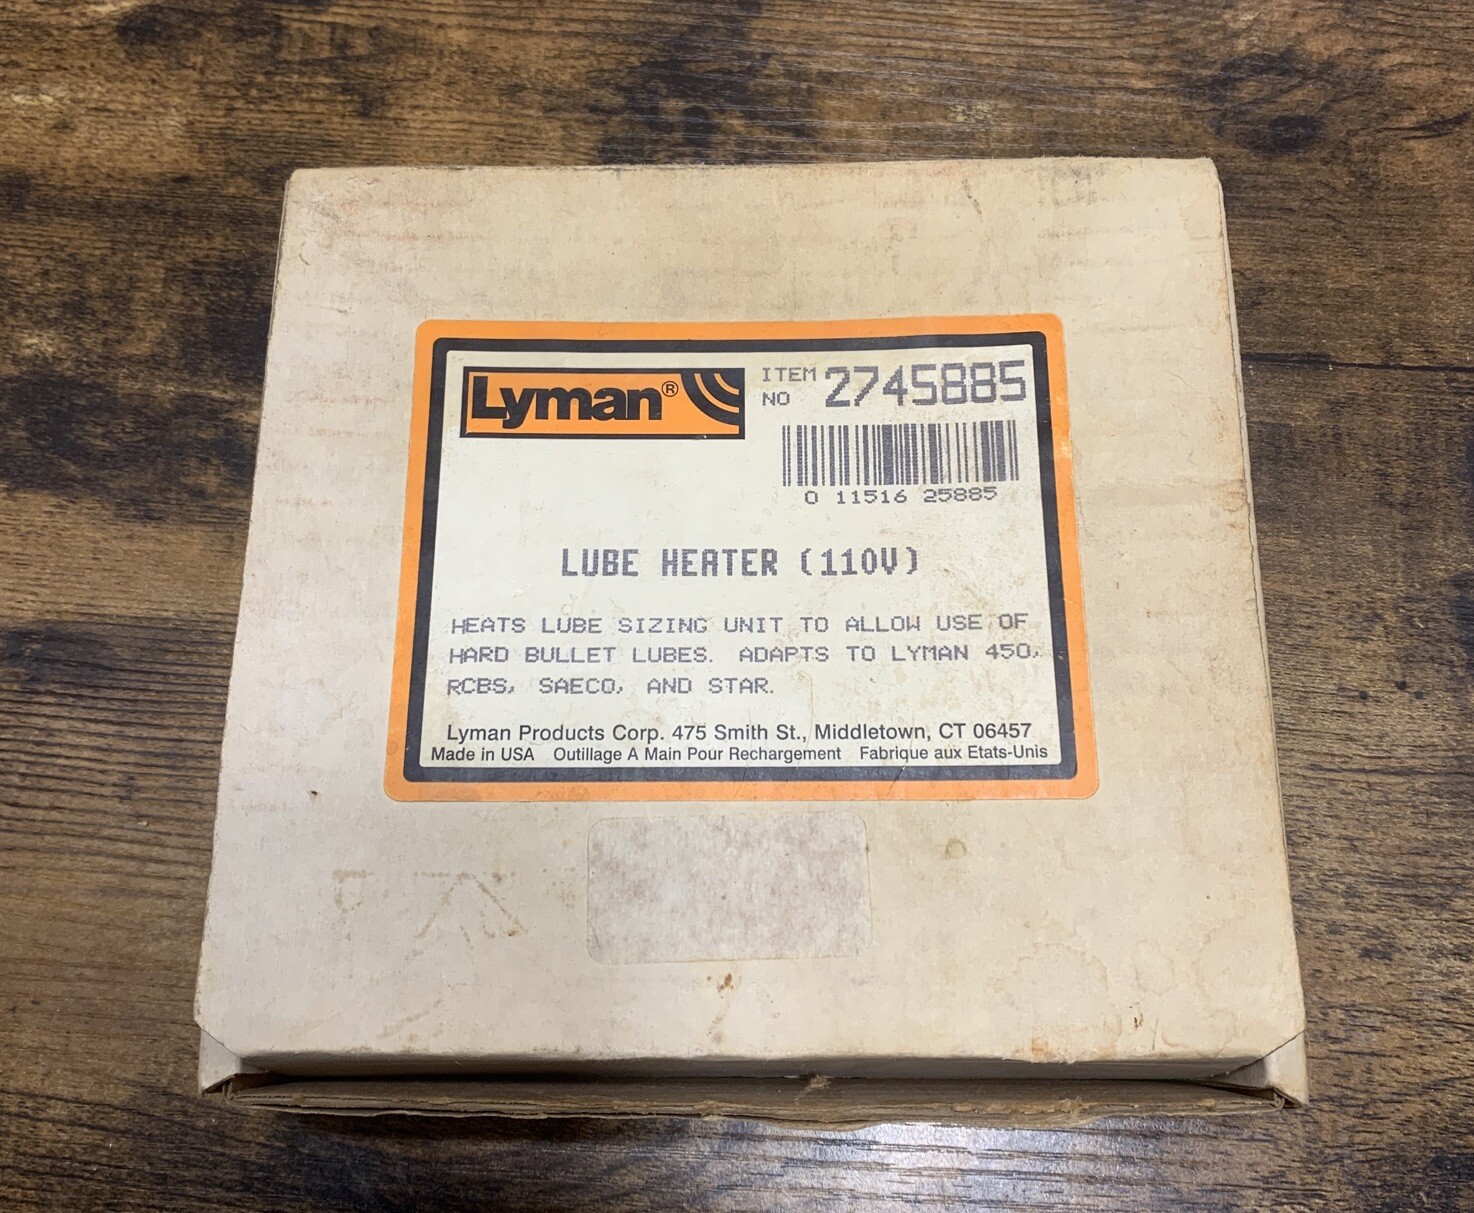 Lyman®
ITEM NO 2745885
0 11516 25885
LUBE HEATER (110V)
HEATS LUBE SIZING UNIT TO ALLOW USE OF
HARD BULLET LUBES. ADAPTS TO LYMAN 450,
RCBS, SAECO, AND STAR.
Lyman Products Corp. 475 Smith St., Middletown, CT 06457
Made in USA Outillage A Main Pour Rechargement Fabrique aux Etats-Unis